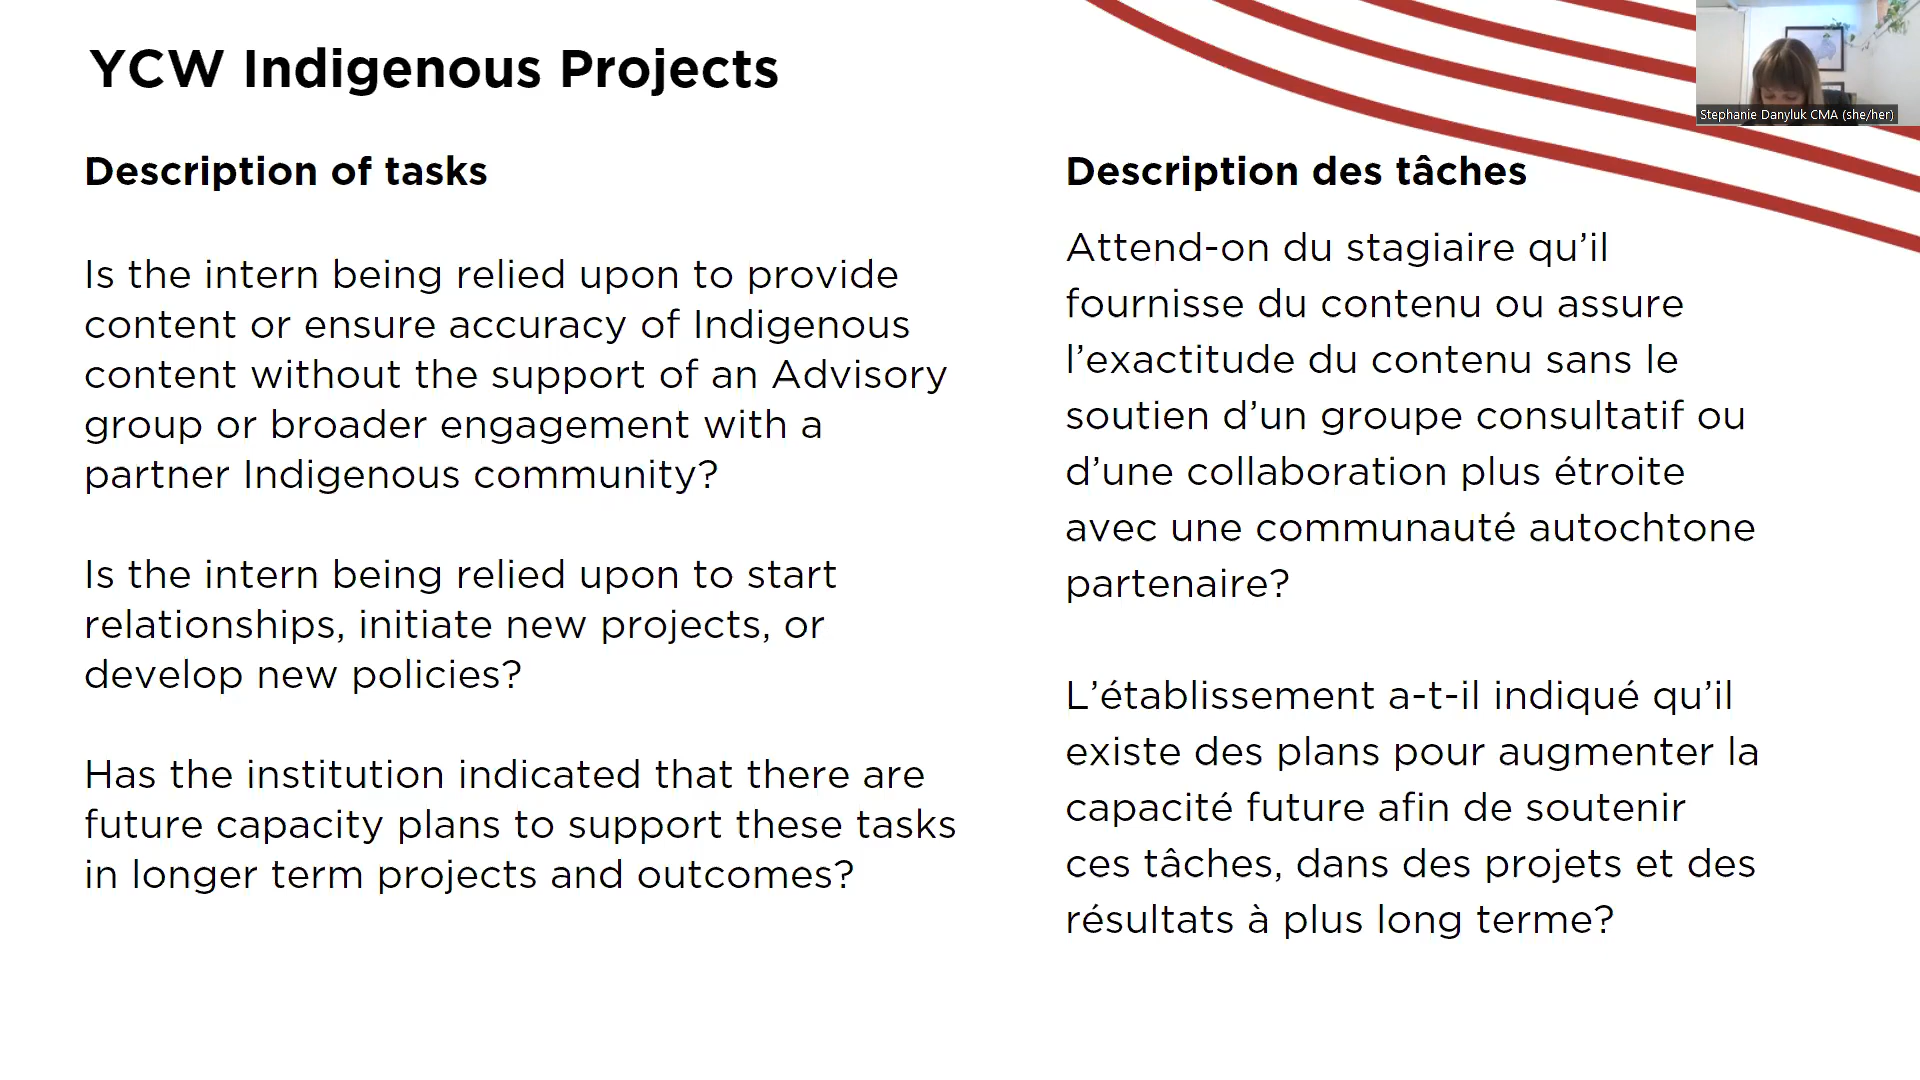 YCW Indigenous Projects
Stephanie Danyluk CMA (she/her)
Description of tasks
Is the intern being relied upon to provide
content or ensure accuracy of Indigenous
content without the support of an Advisory
group or broader engagement with a
partner Indigenous community?
Is the intern being relied upon to start
relationships, initiate new projects, or
develop new policies?
Has the institution indicated that there are
future capacity plans to support these tasks
in longer term projects and outcomes?
Description des tâches
Attend-on du stagiaire qu’il
fournisse du contenu ou assure
l’exactitude du contenu sans le
soutien d’un groupe consultatif ou
d’une collaboration plus étroite
avec une communauté autochtone
partenaire?
L’établissement a-t-il indiqué qu’il
existe des plans pour augmenter la
capacité future afin de soutenir
ces tâches, dans des projets et des
résultats à plus long terme?